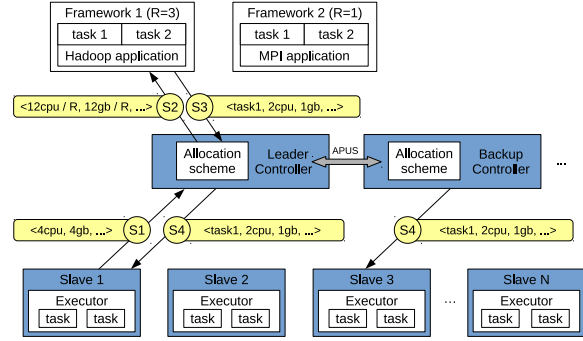 Framework 1 (R=3)
task 1 task 2
Hadoop application
Framework 2 (R=1)
task 1 task 2
MPI application
<12cpu / R, 12gb / R, ...>
S2
S3
<task1, 2cpu, 1gb, ...>
Allocation
scheme
Leader
Controller
APUS
Allocation
scheme
Backup
Controller
...
<4cpu, 4gb, ...>
S1
S4
<task1, 2cpu, 1gb, ...>
S4
<task1, 2cpu, 1gb, ...>
Slave 1
Executor
task task
Slave 2
Executor
task task
Slave 3
Executor
task task
...
Slave N
Executor
task task